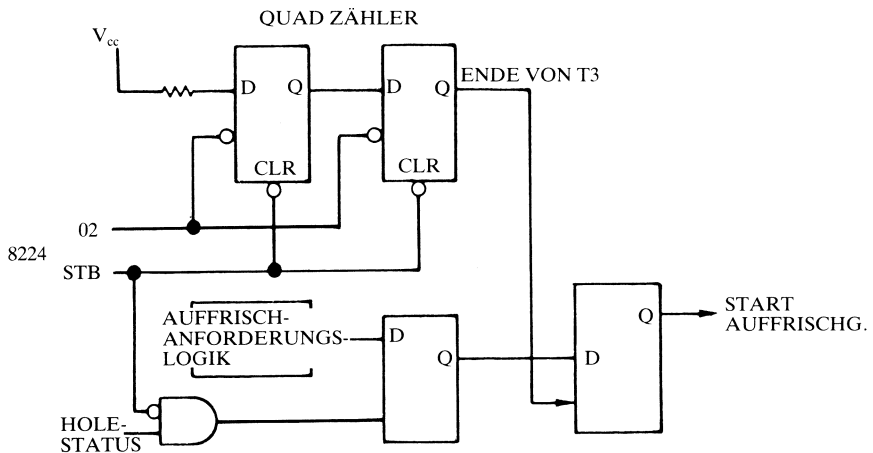 QUAD ZÄHLER
Vcc
D Q
D Q
ENDE VON T3
CLR
CLR
02
8224
STB
AUFFRISCH-
ANFORDERUNGS-
LOGIK
D
Q
D
Q
START
AUFFRISCHG.
HOLE-
STATUS